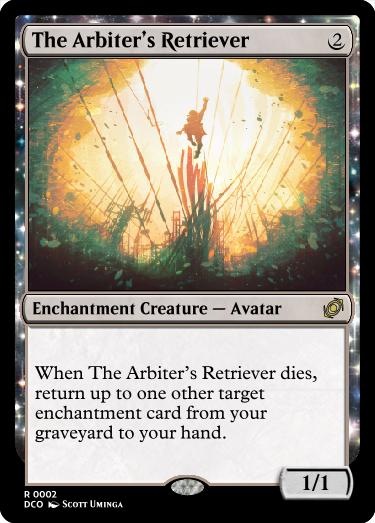 The Arbiter's Retriever 2
Enchantment Creature — Avatar
When The Arbiter's Retriever dies,
return up to one other target
enchantment card from your
graveyard to your hand.
1/1
R 0002
DCO Scott Uminga